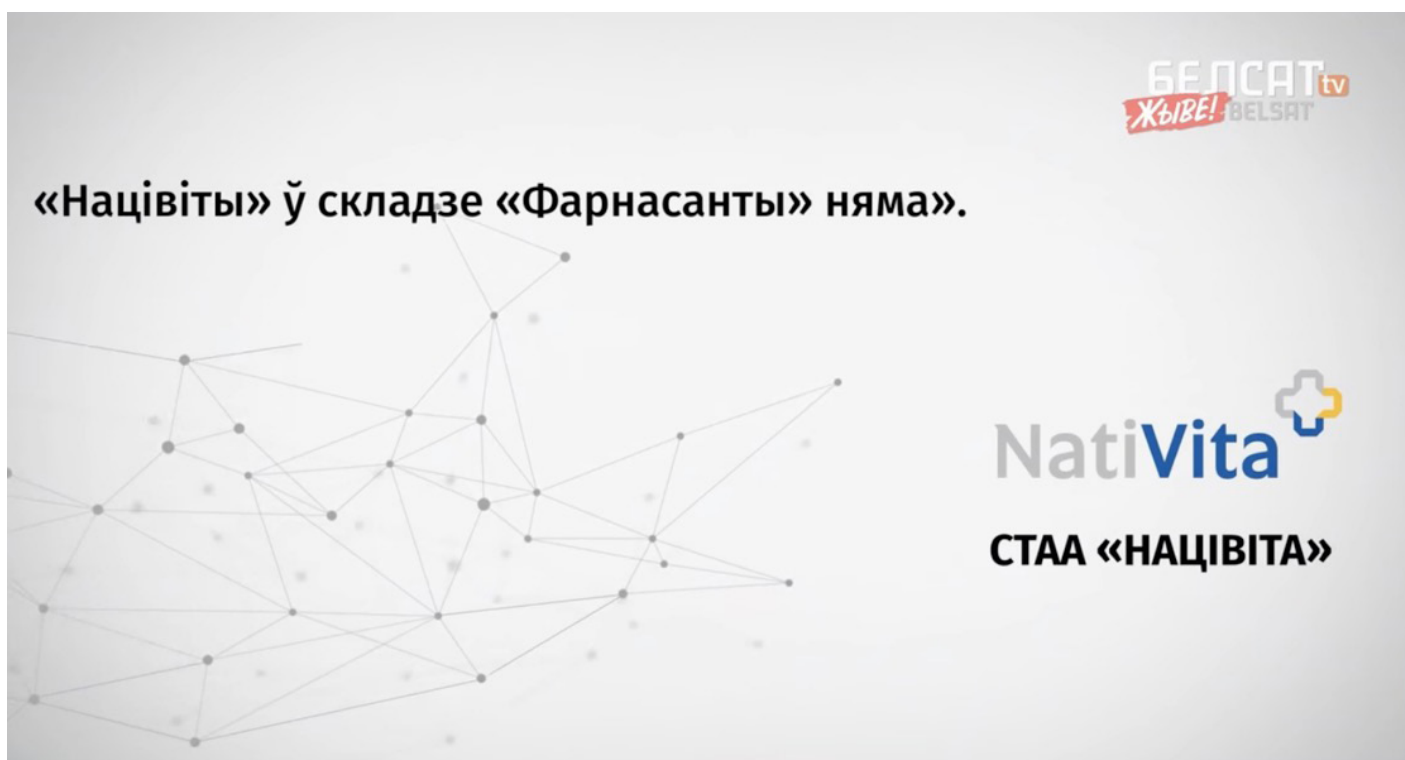 БЕЛСАТ tv
ЖЫВЕ! BELSAT
«Націвіты» ў складзе «Фарнасанты» няма».
NatiVita
СТАА «НАЦІВІТА»